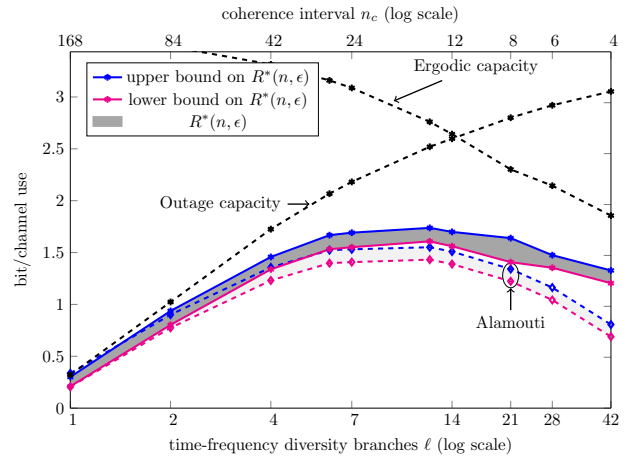 coherence interval n_c (log scale)
168 84 42 24 12 8 6 4
Ergodic capacity
upper bound on R*(n, ϵ)
lower bound on R*(n, ϵ)
R*(n, ϵ)
Outage capacity
Alamouti
bit/channel use
3
2.5
2
1.5
1
0.5
0
1 2 4 7 14 21 28 42
time-frequency diversity branches ℓ (log scale)